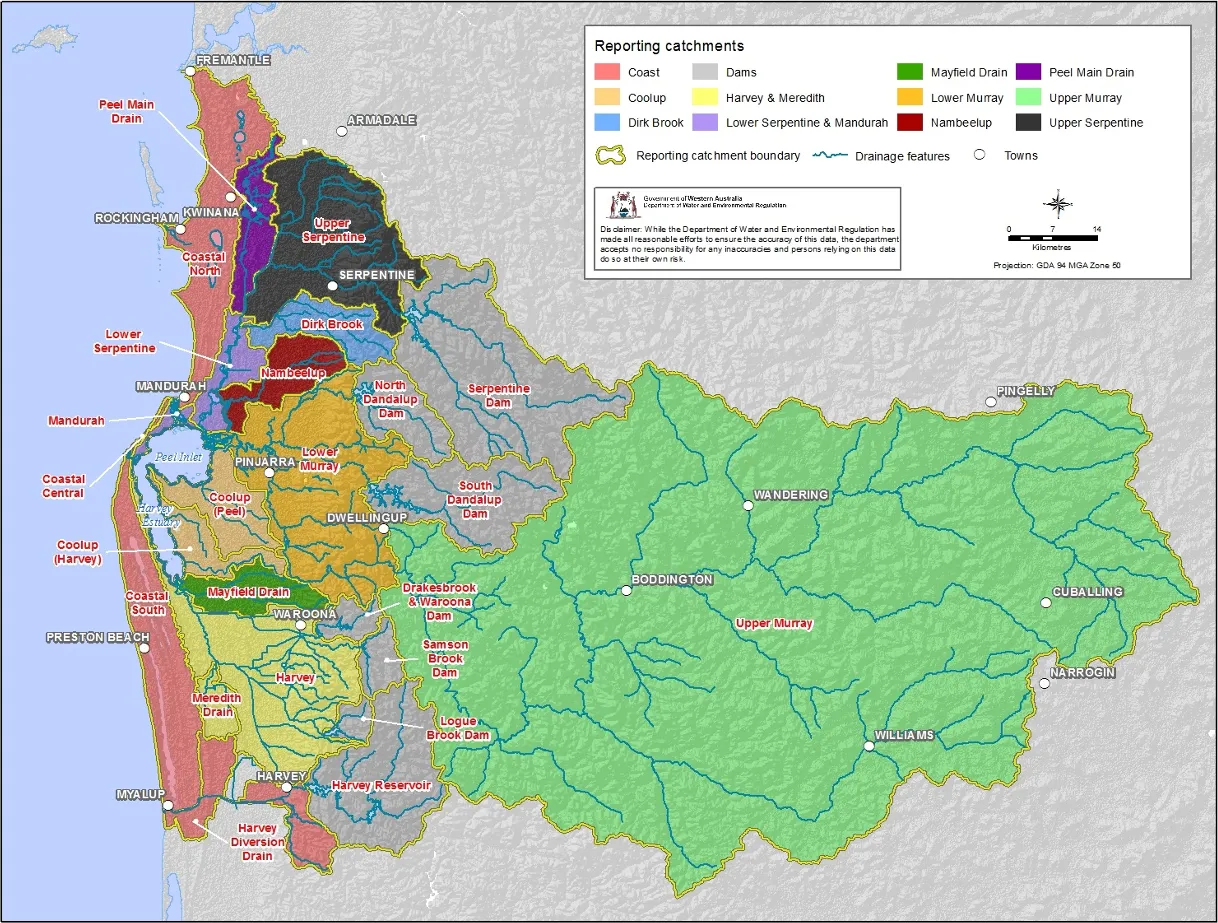 Reporting catchments
Coast
Dams
Mayfield Drain
Peel Main Drain
Coolup
Harvey & Meredith
Lower Murray
Upper Murray
Dirk Brook
Lower Serpentine & Mandurah
Nambeelup
Upper Serpentine
Reporting catchment boundary
Drainage features
Towns
Government of Western Australia
Department of Water and Environmental Regulation
Disclaimer: While the Department of Water and Environmental Regulation has
made all reasonable efforts to ensure the accuracy of this data, the department
accepts no responsibility for any inaccuracies and persons relying on this data
do so at their own risk.
0 7 14
Kilometres
Projection: GDA 94 MGA Zone 50
FREMANTLE
Peel Main
Drain
ARMADALE
ROCKINGHAM
KWINANA
Upper
Serpentine
Coastal
North
SERPENTINE
Dirk Brook
Lower
Serpentine
Nambeelup
MANDURAH
North
Dandalup
Dam
Serpentine
Dam
PINGELLY
Mandurah
Peel Inlet
PINJARRA
Lower
Murray
Coastal
Central
Coolup
(Peel)
South
Dandalup
Dam
WANDERING
Harvey
Estuary
DWELLINGUP
Coolup
(Harvey)
BODDINGTON
Mayfield Drain
Drakesbrook
& Waroona
Dam
CUBALLING
Coastal
South
WAROONA
Upper Murray
PRESTON BEACH
Samson
Brook
Dam
NARROGIN
Harvey
Meredith
Drain
Logue
Brook Dam
WILLIAMS
HARVEY
Harvey Reservoir
MYALUP
Harvey
Diversion
Drain